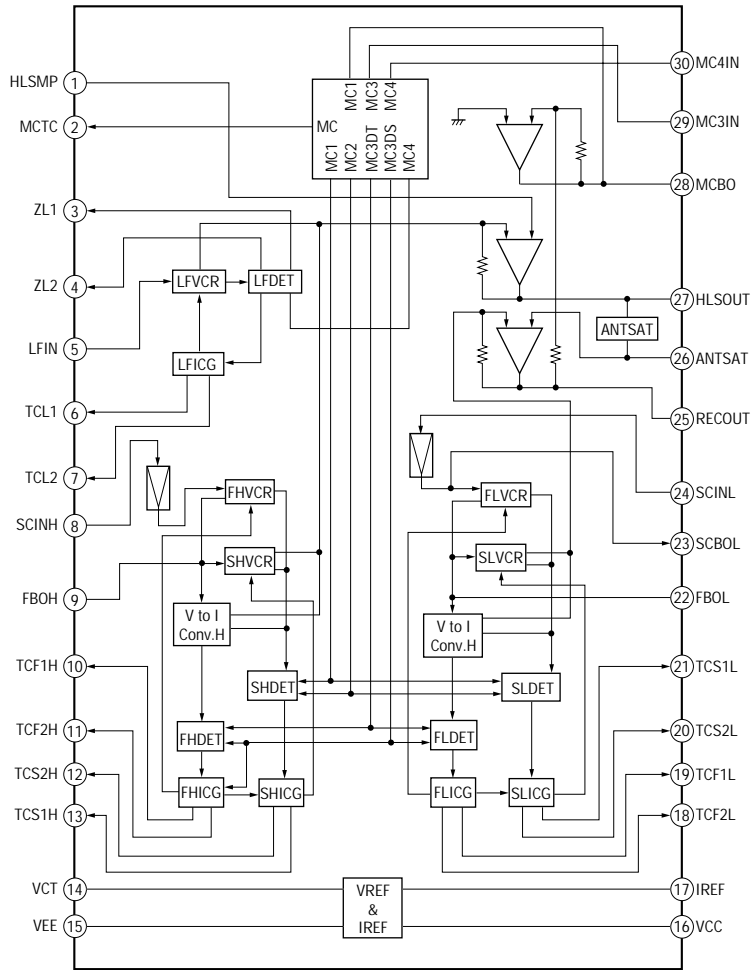 HLSMP 1
MCTC 2
ZL1 3
ZL2 4
LFIN 5
TCL1 6
TCL2 7
SCINH 8
FBOH 9
TCF1H 10
TCF2H 11
TCS2H 12
TCS1H 13
VCT 14
VEE 15
MC1
MC3
MC4
MC
MC1
MC2
MC3DT
MC3DS
MC4
LFVCR
LFDET
LFICG
FHVCR
SHVCR
V to I
Conv.H
SHDET
FHDET
FHICG
SHICG
ANTSAT
FLVCR
SLVCR
V to I
Conv.H
SLDET
FLDET
FLICG
SLICG
VREF
&
IREF
30 MC4IN
29 MC3IN
28 MCBO
27 HLSOUT
26 ANTSAT
25 RECOUT
24 SCINL
23 SCBOL
22 FBOL
21 TCS1L
20 TCS2L
19 TCF1L
18 TCF2L
17 IREF
16 VCC